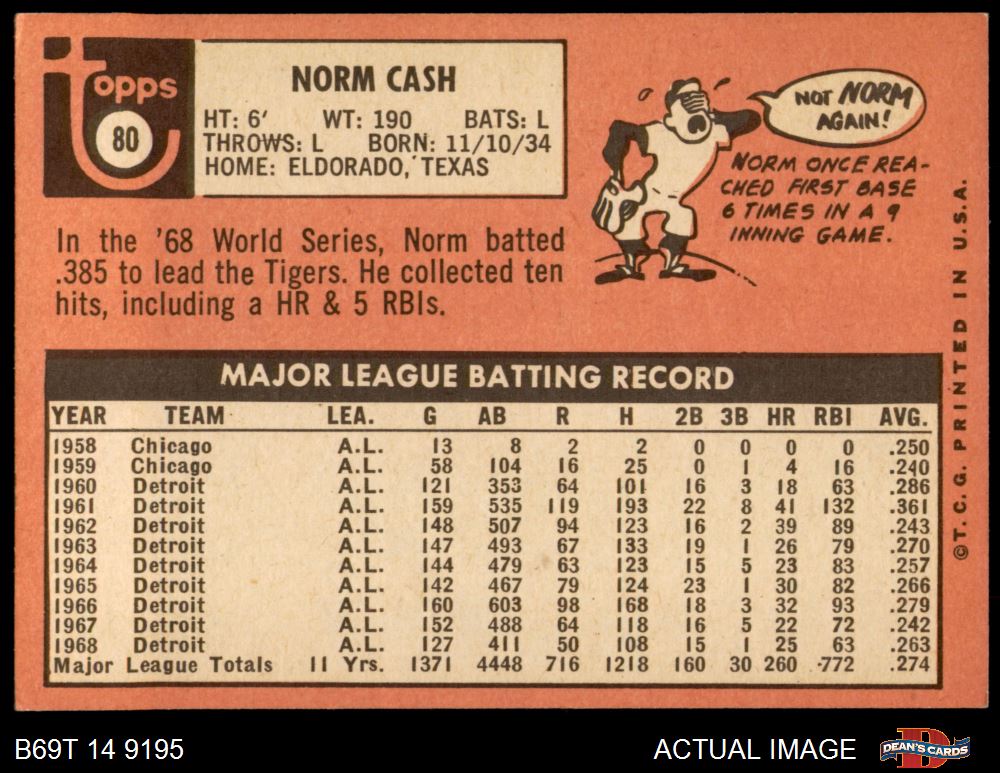 topps
80
NORM CASH
HT: 6' WT: 190 BATS: L
THROWS: L BORN: 11/10/34
HOME: ELDORADO, TEXAS
NOT NORM
AGAIN!
NORM ONCE REA-
CHED FIRST BASE
6 TIMES IN A 9
INNING GAME.
In the '68 World Series, Norm batted
.385 to lead the Tigers. He collected ten
hits, including a HR & 5 RBIs.
MAJOR LEAGUE BATTING RECORD
YEAR TEAM LEA. G AB R H 2B 3B HR RBI AVG.
1958 Chicago A.L. 13 8 2 2 0 0 0 0 .250
1959 Chicago A.L. 58 104 16 25 0 1 4 16 .240
1960 Detroit A.L. 121 353 64 101 16 3 18 63 .286
1961 Detroit A.L. 159 535 119 193 22 8 41 132 .361
1962 Detroit A.L. 148 507 94 123 16 2 39 89 .243
1963 Detroit A.L. 147 493 67 133 19 1 26 79 .270
1964 Detroit A.L. 144 479 63 123 15 5 23 83 .257
1965 Detroit A.L. 142 467 79 124 23 1 30 82 .266
1966 Detroit A.L. 160 603 98 168 18 3 32 93 .279
1967 Detroit A.L. 152 488 64 118 16 5 22 72 .242
1968 Detroit A.L. 127 411 50 108 15 1 25 63 .263
Major League Totals 11 Yrs. 1371 4448 716 1218 160 30 260 772 .274
©T.C.G. PRINTED IN U.S.A.
B69T 14 9195
ACTUAL IMAGE
DEAN'S CARDS